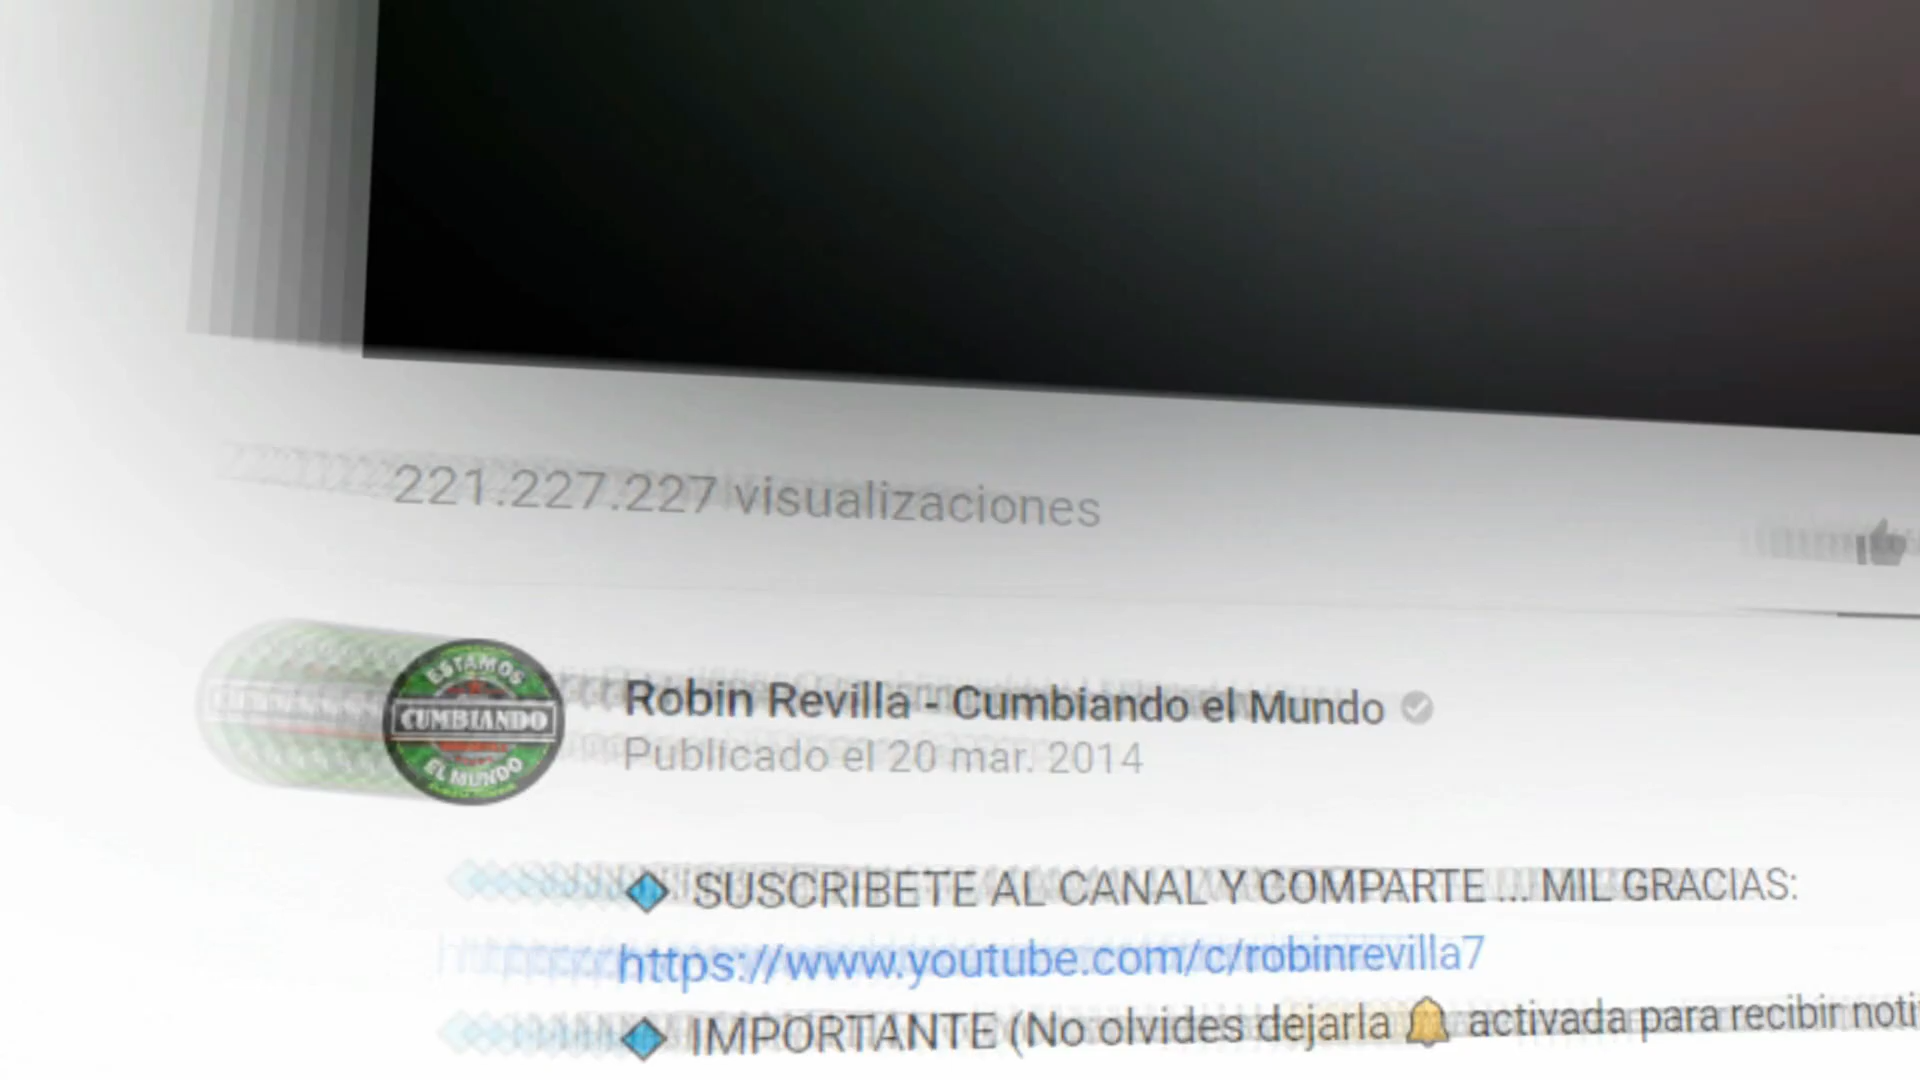 221.227.227 visualizaciones
ESTAMOS
CUMBIANDO
EL MUNDO
Robin Revilla - Cumbiando el Mundo
Publicado el 20 mar. 2014
SUSCRIBETE AL CANAL Y COMPARTE ... MIL GRACIAS:
https://www.youtube.com/c/robinrevilla7
IMPORTANTE (No olvides dejarla 🔔 activada para recibir noti